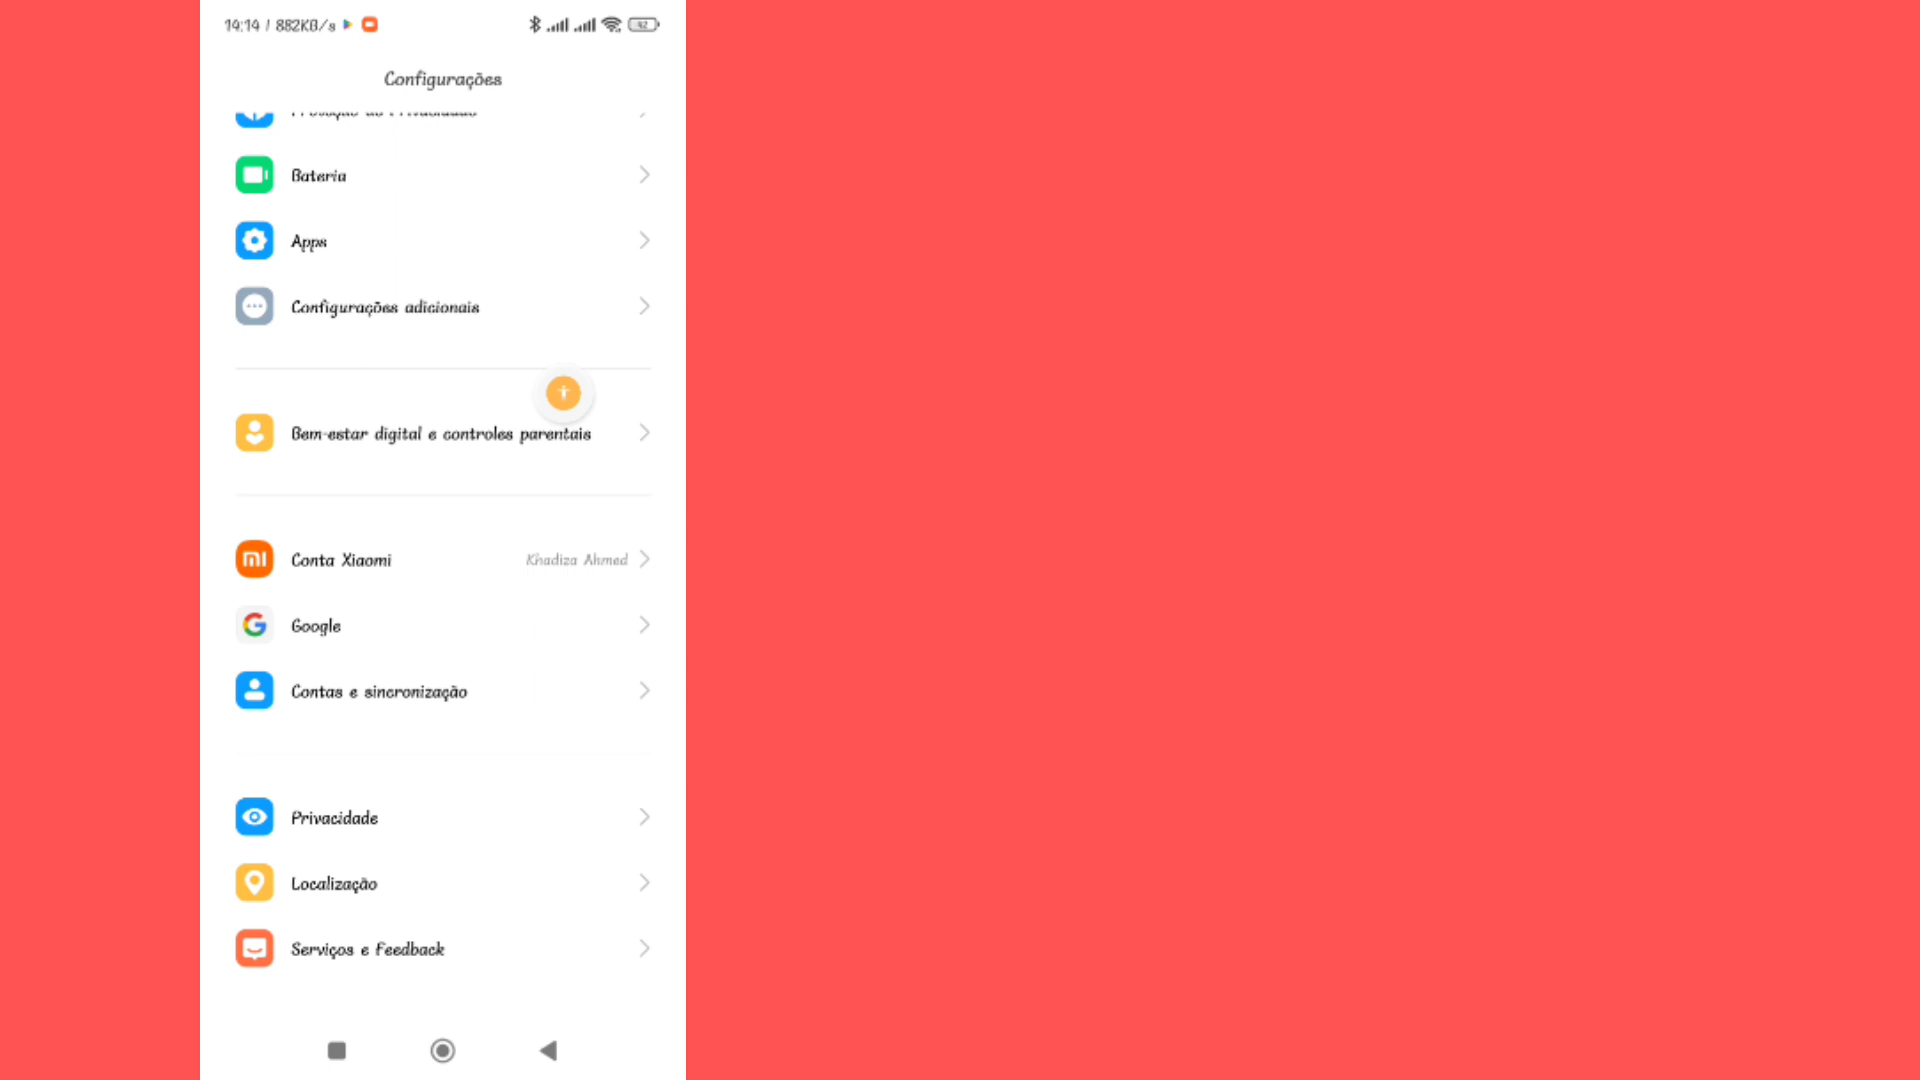 14:14 / 882KB/s
Configurações
Bateria
Apps
Configurações adicionais
Bem-estar digital e controles parentais
Conta Xiaomi Khadiza Ahmed
Google
Contas e sincronização
Privacidade
Localização
Serviços e Feedback